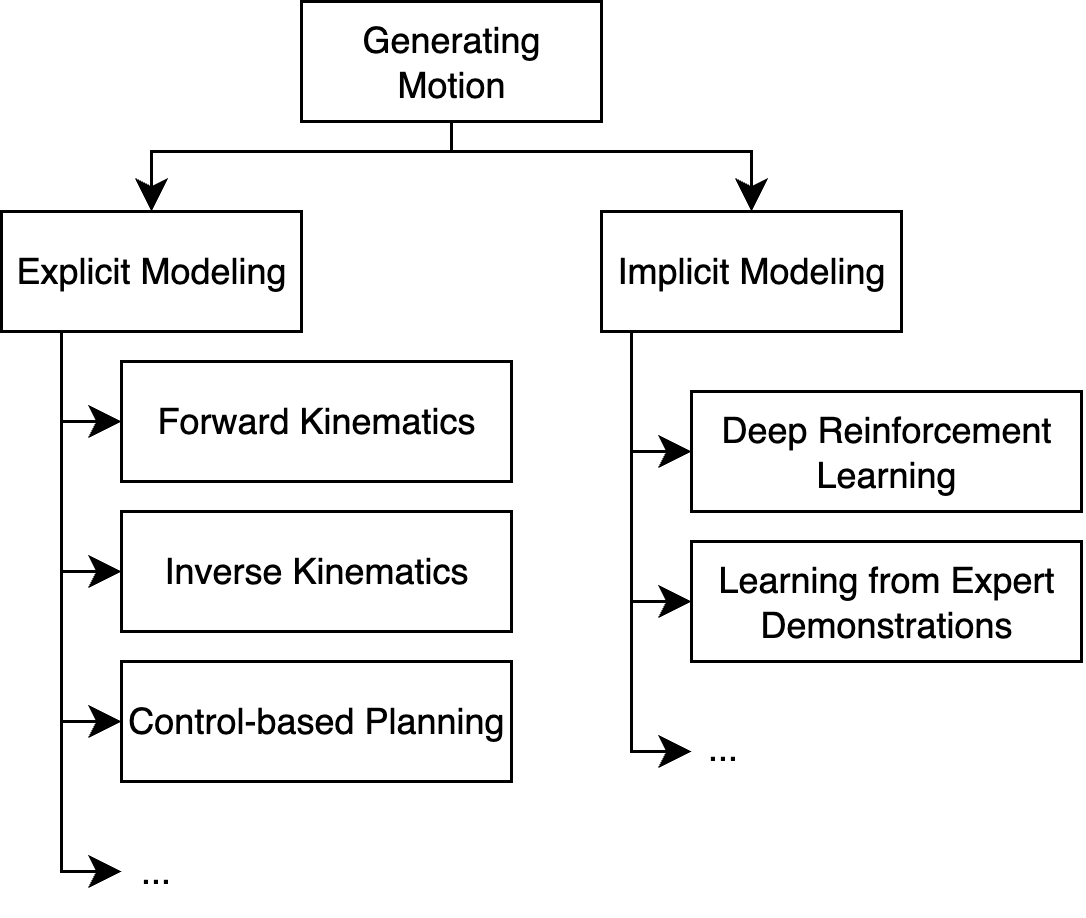 Generating
Motion
Explicit Modeling
Implicit Modeling
Forward Kinematics
Inverse Kinematics
Control-based Planning
...
Deep Reinforcement
Learning
Learning from Expert
Demonstrations
...